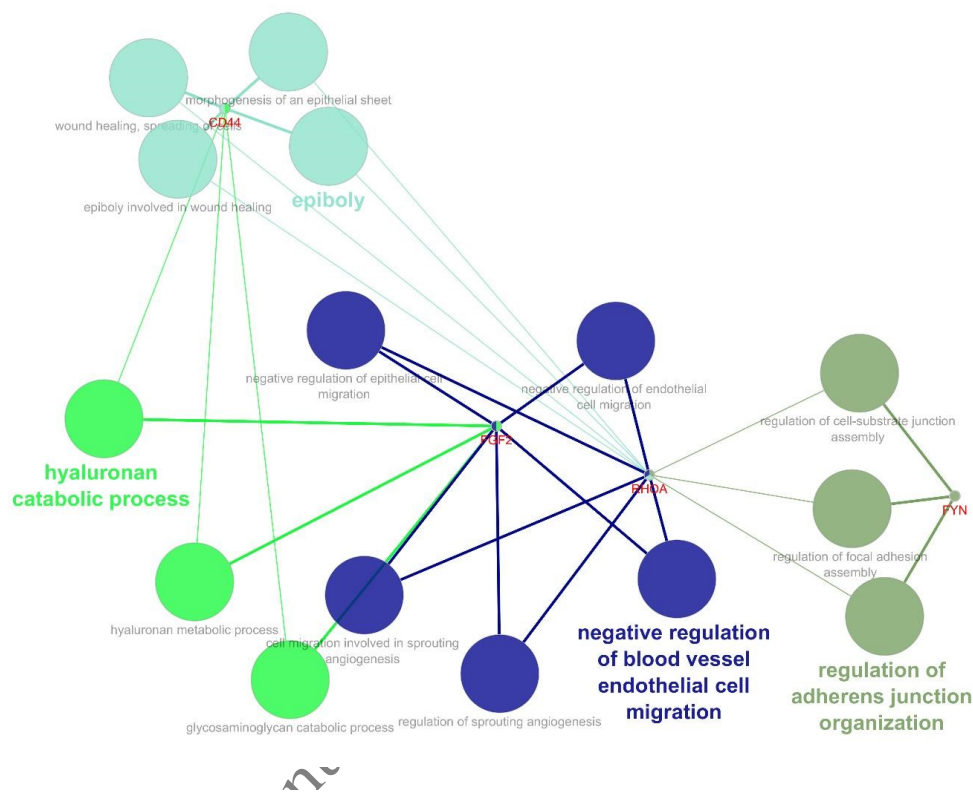 morphogenesis of an epithelial sheet
CD44
wound healing, spreading of cells
epiboly
epiboly involved in wound healing
negative regulation of epithelial cell
migration
negative regulation of endothelial
cell migration
regulation of cell-substrate junction
assembly
FGF2
hyaluronan
catabolic process
RHOA
FYN
regulation of focal adhesion
assembly
hyaluronan metabolic process
cell migration involved in sprouting
angiogenesis
negative regulation
of blood vessel
endothelial cell
migration
regulation of
adherens junction
organization
glycosaminoglycan catabolic process
regulation of sprouting angiogenesis